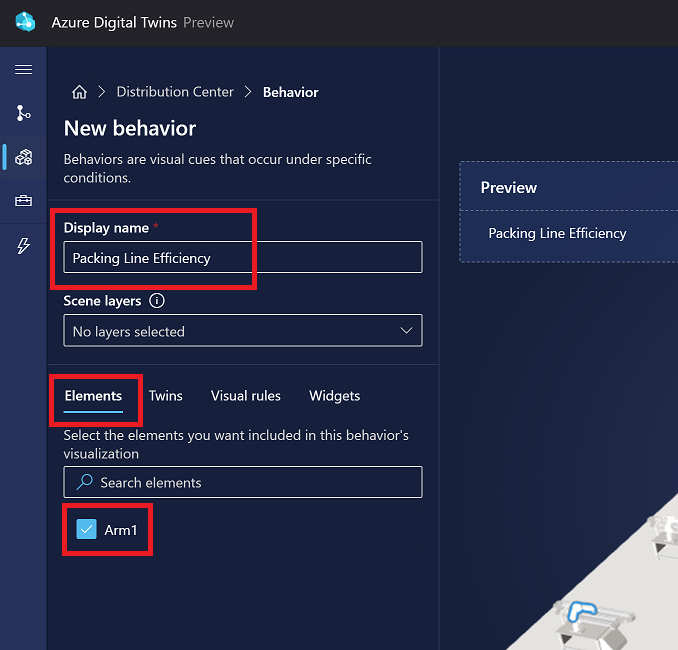 Azure Digital Twins Preview
Distribution Center
Behavior
New behavior
Behaviors are visual cues that occur under specific
conditions.
Display name *
Packing Line Efficiency
Scene layers
No layers selected
Elements
Twins
Visual rules
Widgets
Select the elements you want included in this behavior's
visualization
Search elements
Arm1
Preview
Packing Line Efficiency